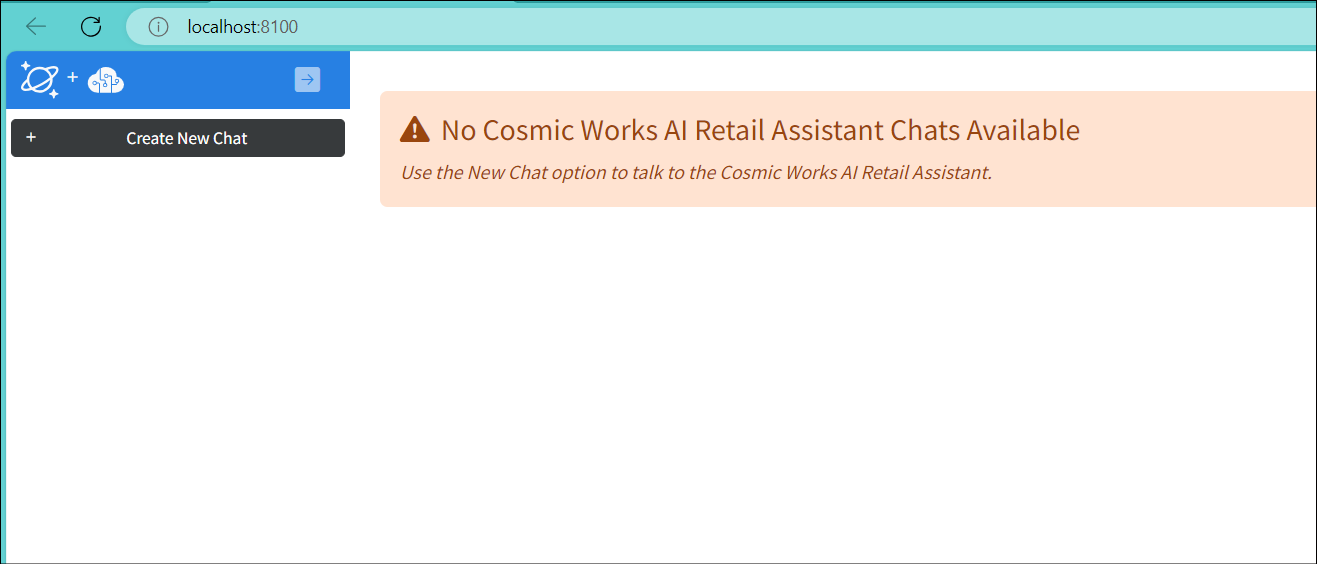 localhost:8100
+
+ Create New Chat
No Cosmic Works AI Retail Assistant Chats Available
Use the New Chat option to talk to the Cosmic Works AI Retail Assistant.